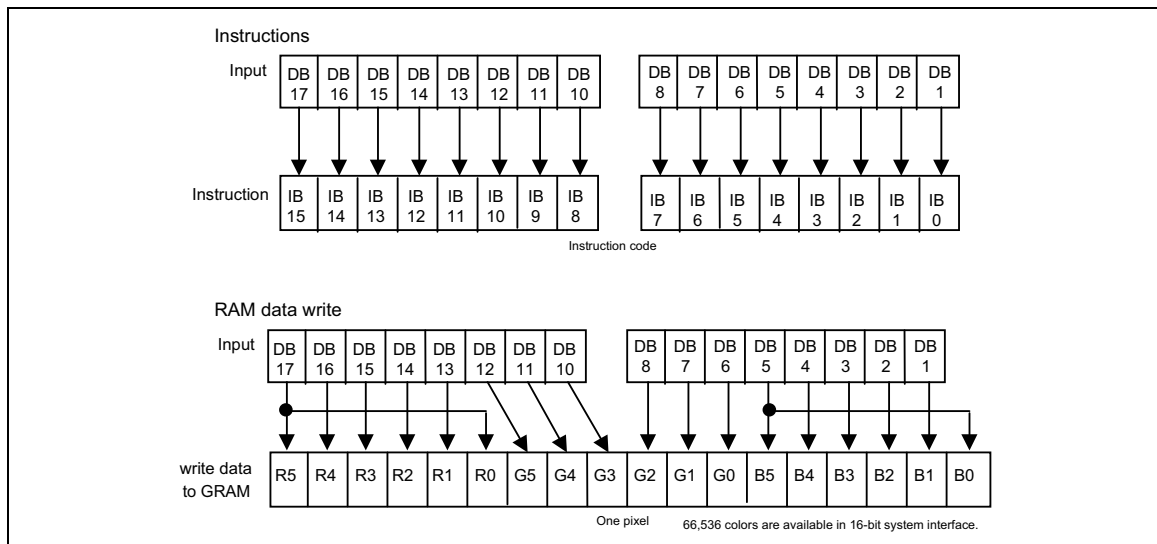 Instructions
Input DB 17 DB 16 DB 15 DB 14 DB 13 DB 12 DB 11 DB 10 DB 8 DB 7 DB 6 DB 5 DB 4 DB 3 DB 2 DB 1
Instruction IB 15 IB 14 IB 13 IB 12 IB 11 IB 10 IB 9 IB 8 IB 7 IB 6 IB 5 IB 4 IB 3 IB 2 IB 1 IB 0
Instruction code
RAM data write
Input DB 17 DB 16 DB 15 DB 14 DB 13 DB 12 DB 11 DB 10 DB 8 DB 7 DB 6 DB 5 DB 4 DB 3 DB 2 DB 1
write data
to GRAM
R5 R4 R3 R2 R1 R0 G5 G4 G3 G2 G1 G0 B5 B4 B3 B2 B1 B0
One pixel
66,536 colors are available in 16-bit system interface.